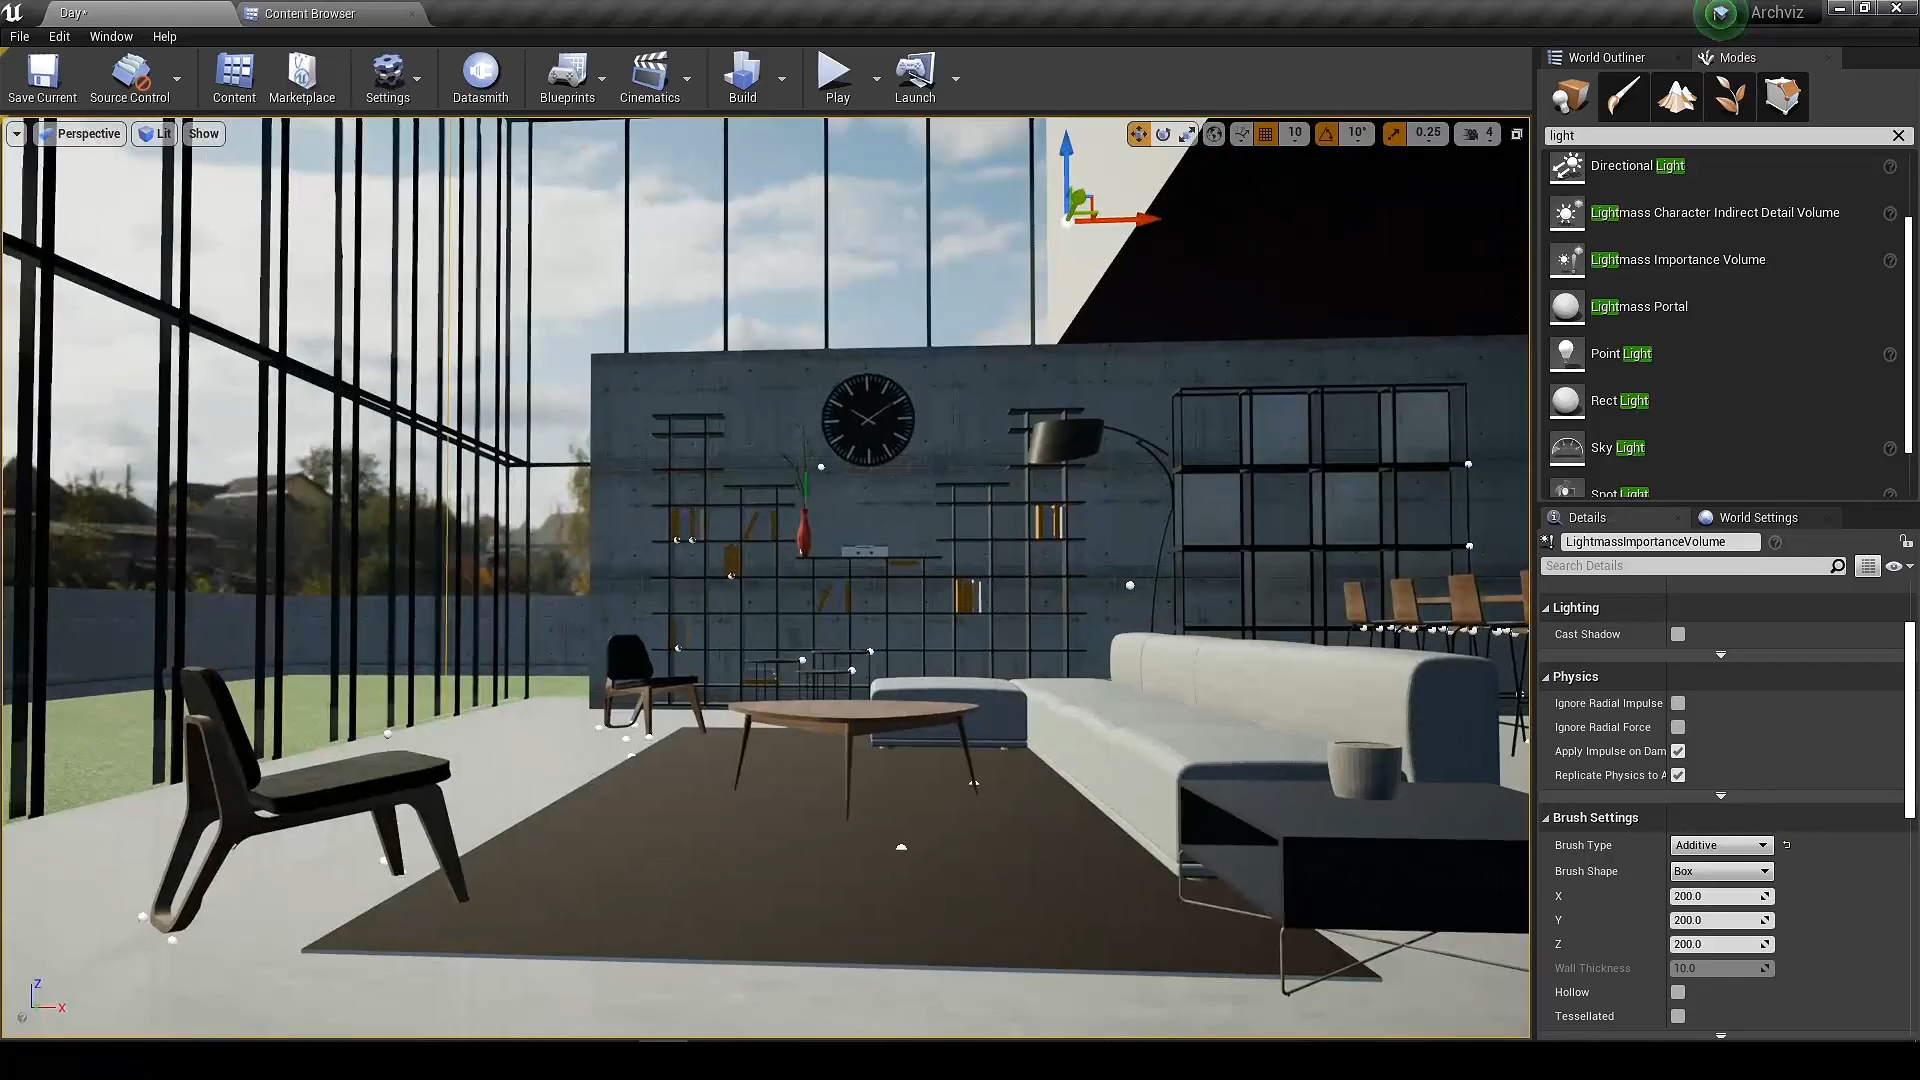 Day*
Content Browser
Archviz
File Edit Window Help
Save Current
Source Control
Content
Marketplace
Settings
Datasmith
Blueprints
Cinematics
Build
Play
Launch
Perspective
Lit
Show
10
10°
0.25
4
World Outliner
Modes
light
Directional Light
Lightmass Character Indirect Detail Volume
Lightmass Importance Volume
Lightmass Portal
Point Light
Rect Light
Sky Light
Spot Light
Details
World Settings
LightmassImportanceVolume
Search Details
Lighting
Cast Shadow
Physics
Ignore Radial Impulse
Ignore Radial Force
Apply Impulse on Dam
Replicate Physics to A
Brush Settings
Brush Type Additive
Brush Shape Box
X 200.0
Y 200.0
Z 200.0
Wall Thickness 10.0
Hollow
Tessellated
Z
X